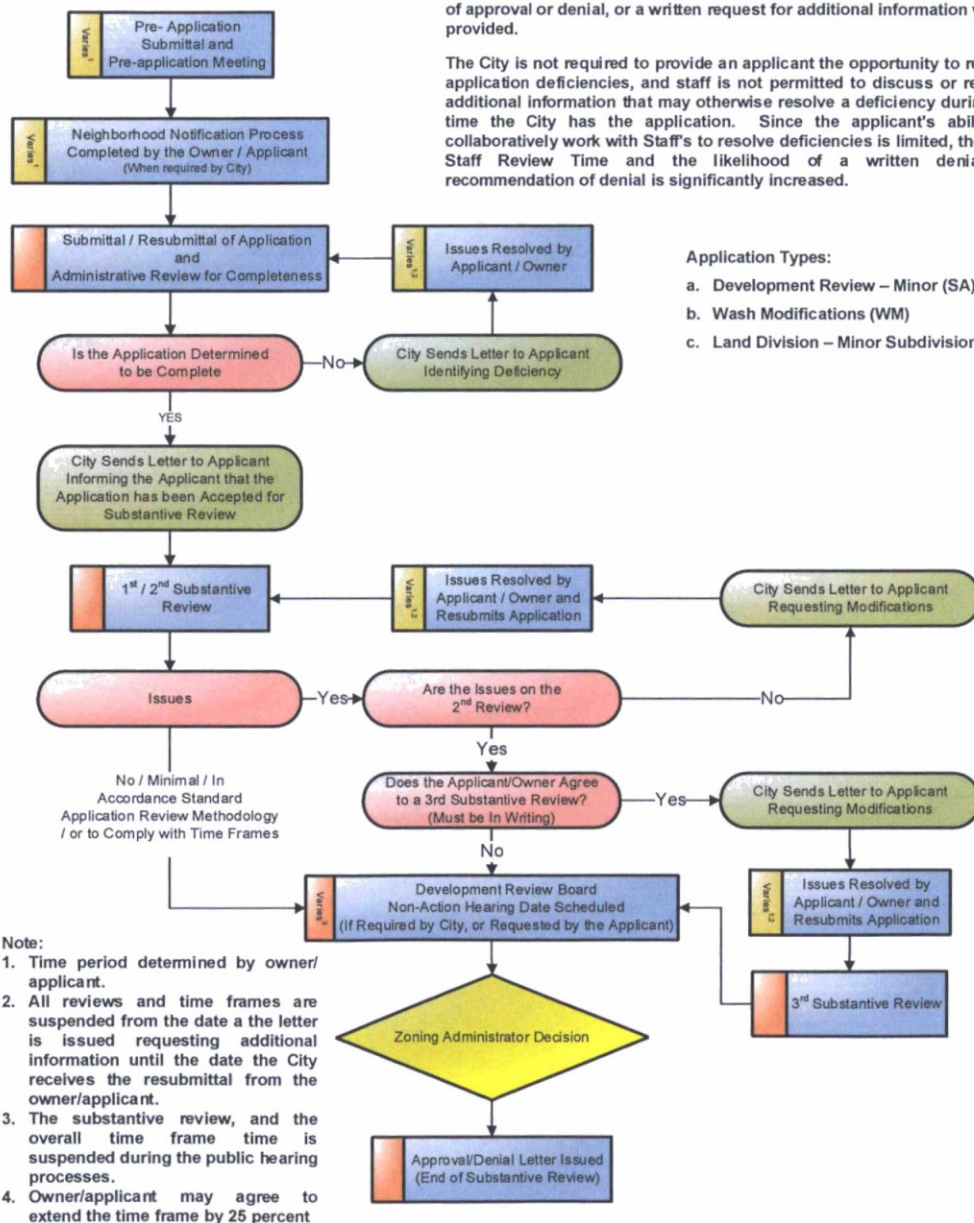 of approval or denial, or a written request for additional information
provided.
The City is not required to provide an applicant the opportunity to
application deficiencies, and staff is not permitted to discuss or
additional information that may otherwise resolve a deficiency
time the City has the application. Since the applicant's
collaboratively work with Staff's to resolve deficiencies is limited,
Staff Review Time and the likelihood of a written
recommendation of denial is significantly increased.
Varies1
Pre- Application
Submittal and
Pre-application Meeting
Varies1
Neighborhood Notification Process
Completed by the Owner / Applicant
(When required by City)
Submittal / Resubmittal of Application
and
Administrative Review for Completeness
Varies1,2
Issues Resolved by
Applicant / Owner
Application Types:
a. Development Review – Minor (SA)
b. Wash Modifications (WM)
c. Land Division – Minor Subdivision
Is the Application Determined
to be Complete
No
City Sends Letter to Applicant
Identifying Deficiency
YES
City Sends Letter to Applicant
Informing the Applicant that the
Application has been Accepted for
Substantive Review
1st / 2nd Substantive
Review
Varies1,2
Issues Resolved by
Applicant / Owner and
Resubmits Application
City Sends Letter to Applicant
Requesting Modifications
Issues
Yes
Are the Issues on the
2nd Review?
No
Yes
No / Minimal / In
Accordance Standard
Application Review Methodology
/ or to Comply with Time Frames
Does the Applicant/Owner Agree
to a 3rd Substantive Review?
(Must be In Writing)
Yes
City Sends Letter to Applicant
Requesting Modifications
No
Varies3
Development Review Board
Non-Action Hearing Date Scheduled
(If Required by City, or Requested by the Applicant)
Varies1,2
Issues Resolved by
Applicant / Owner and
Resubmits Application
3rd Substantive Review
Zoning Administrator Decision
Approval/Denial Letter Issued
(End of Substantive Review)
Note:
1. Time period determined by owner/
applicant.
2. All reviews and time frames are
suspended from the date a the letter
is issued requesting additional
information until the date the City
receives the resubmittal from the
owner/applicant.
3. The substantive review, and the
overall time frame time is
suspended during the public hearing
processes.
4. Owner/applicant may agree to
extend the time frame by 25 percent